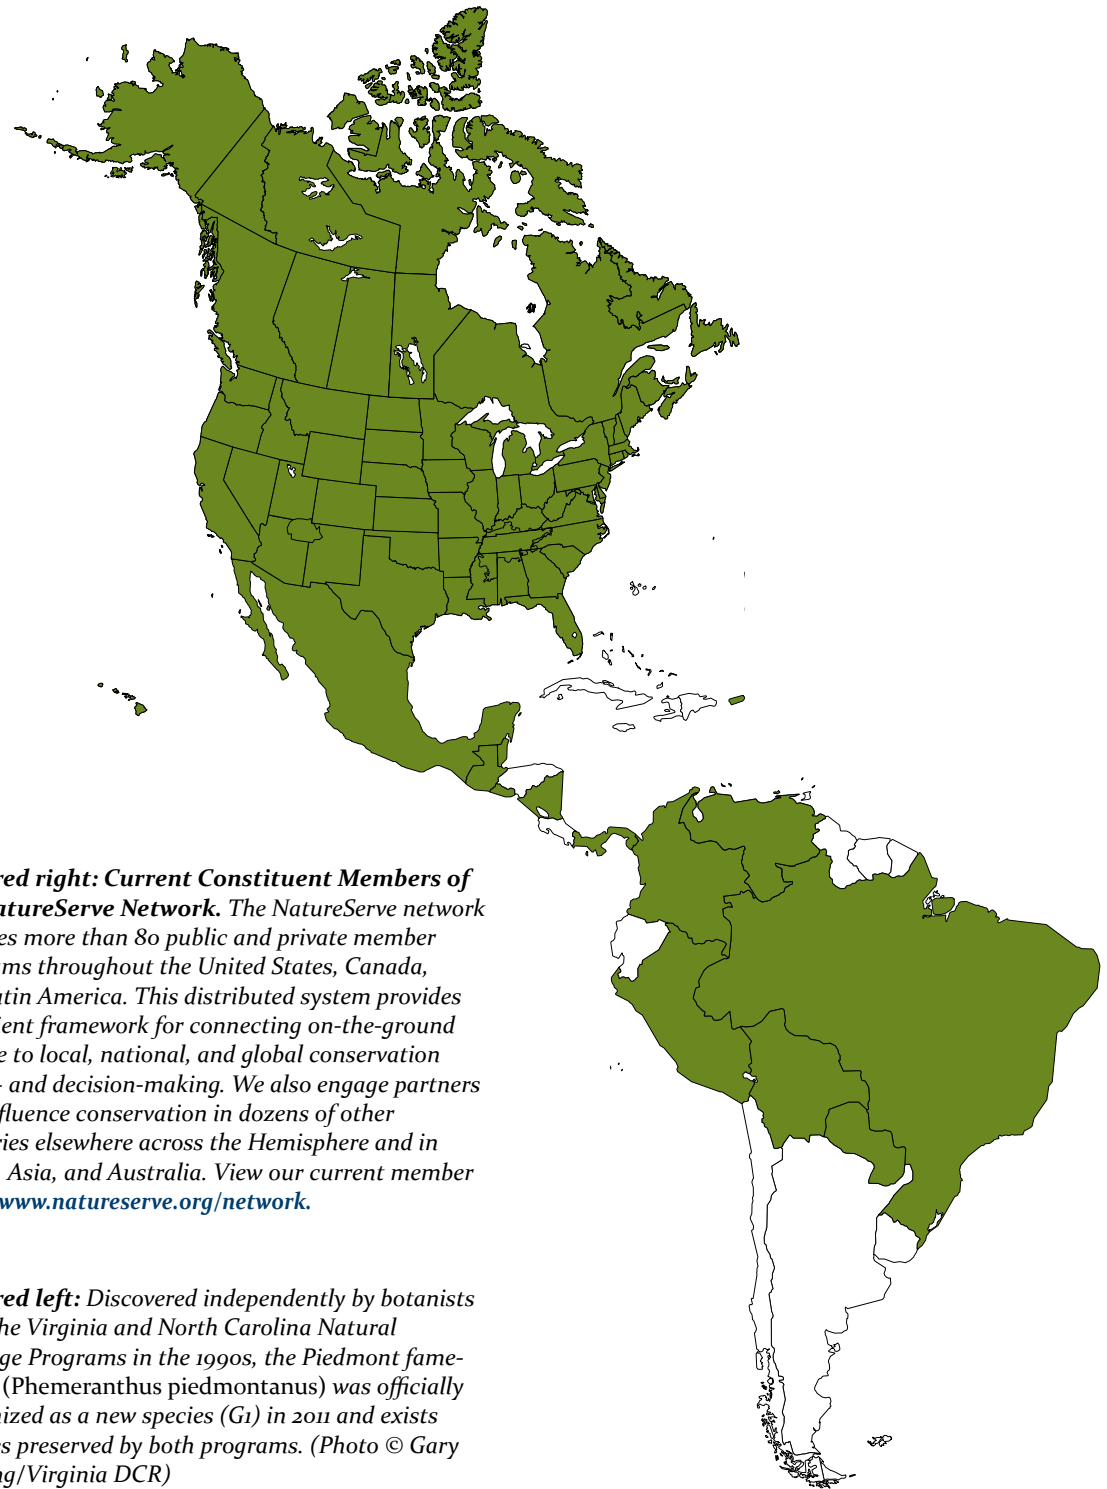 red right: Current Constituent Members of
atureServe Network. The NatureServe network
es more than 80 public and private member
ams throughout the United States, Canada,
atin America. This distributed system provides
ient framework for connecting on-the-ground
e to local, national, and global conservation
- and decision-making. We also engage partners
fluence conservation in dozens of other
ries elsewhere across the Hemisphere and in
, Asia, and Australia. View our current member
www.natureserve.org/network.
red left: Discovered independently by botanists
he Virginia and North Carolina Natural
ge Programs in the 1990s, the Piedmont fame-
(Phemeranthus piedmontanus) was officially
nized as a new species (G1) in 2011 and exists
es preserved by both programs. (Photo © Gary
ng/Virginia DCR)